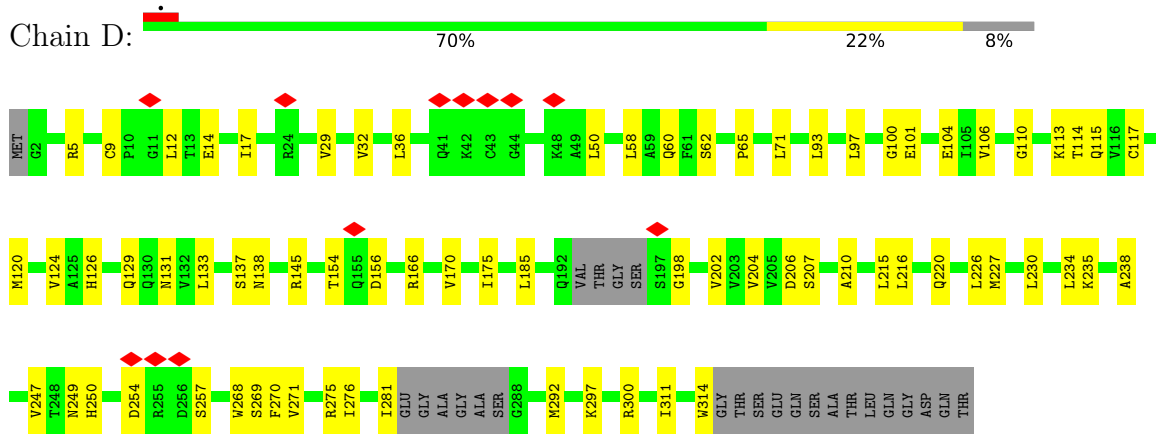 Chain D:
70% 22% 8%
MET G2 R5 C9 P10 G11 L12 T13 E14 I17 R24 V29 V32 L36 Q41 K42 C43 G44 K48 A49 L50 L58 A59 Q60 F61 S62 P65 L71 L93 L97 G100 E101 E104 I105 V106 G110 K113 T114 Q115 V116 C117
M120 V124 A125 H126 Q129 Q130 N131 V132 L133 S137 N138 R145 T154 Q155 D156 R166 V170 I175 L185 Q192 VAL THR GLY SER S197 G198 V202 V203 V204 V205 D206 S207 A210 L215 L216 Q220 L226 M227 L230 L234 K235 A238
V247 T248 N249 H250 D254 R255 D256 S257 W268 S269 F270 V271 R275 I276 I281 GLU GLY ALA GLY ALA SER G288 M292 K297 R300 I311 W314 GLY THR SER GLU GLN SER ALA THR LEU GLN GLY ASP GLN THR